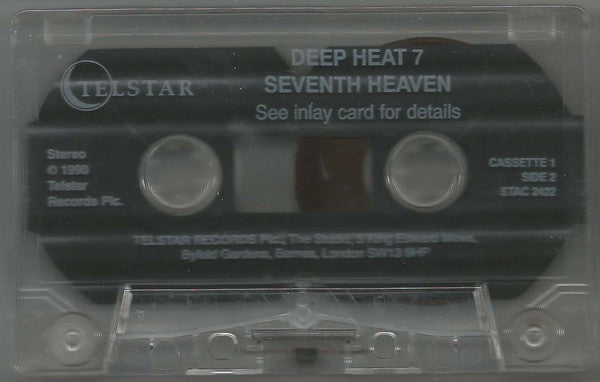 DEEP HEAT 7
TELSTAR
SEVENTH HEAVEN
See inlay card for details
Stereo
© 1990
Telstar
Records Plc.
CASSETTE 1
SIDE 2
STAC 2422
TELSTAR RECORDS Plc, The Studio, 5 King Edward Mews,
Byfeld Gardens, Barnes, London SW13 9HP